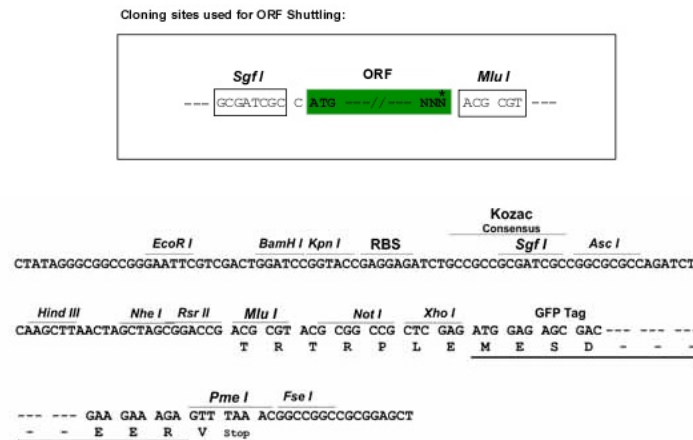 Cloning sites used for ORF Shuttling:
Sgf I ORF Mlu I
--- GCGATCGC C ATG ---//--- NNN* ACG CGT ---
Kozac
Consensus
EcoR I BamH I Kpn I RBS Sgf I Asc I
CTATAGGGCGGCCGGGAATTCGTCGACTGGATCCGGTACCGAGGAGATCTGCCGCCGCGATCGCCGGCGCGCCAGATCT
Hind III Nhe I Rsr II Mlu I Not I Xho I GFP Tag
CAAGCTTAACTAGCTAGCGGACCG ACG CGT ACG CGG CCG CTC GAG ATG GAG AGC GAC--- --- ---
T R T R P L E M E S D - - -
Pme I Fse I
--- --- GAA GAA AGA GTT TAA ACGGCCGGCCGCGGAGCT
- - E E R V Stop